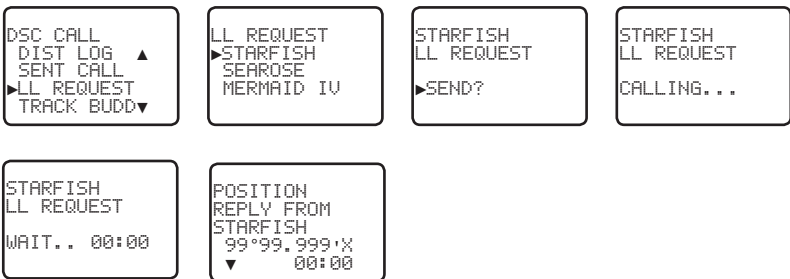 DSC CALL
DIST LOG ▲
SENT CALL
►LL REQUEST
TRACK BUDD▼
LL REQUEST
►STARFISH
SEAROSE
MERMAID IV
STARFISH
LL REQUEST
►SEND?
STARFISH
LL REQUEST
CALLING...
STARFISH
LL REQUEST
WAIT.. 00:00
POSITION
REPLY FROM
STARFISH
99°99.999'X
▼ 00:00